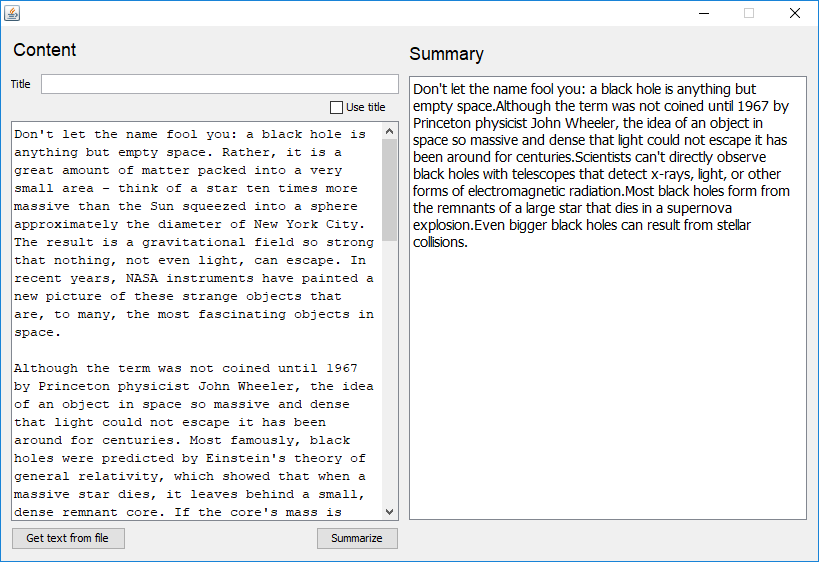 Content
Title
Use title
Don't let the name fool you: a black hole is
anything but empty space. Rather, it is a
great amount of matter packed into a very
small area - think of a star ten times more
massive than the Sun squeezed into a sphere
approximately the diameter of New York City.
The result is a gravitational field so strong
that nothing, not even light, can escape. In
recent years, NASA instruments have painted a
new picture of these strange objects that
are, to many, the most fascinating objects in
space.
Although the term was not coined until 1967
by Princeton physicist John Wheeler, the idea
of an object in space so massive and dense
that light could not escape it has been
around for centuries. Most famously, black
holes were predicted by Einstein's theory of
general relativity, which showed that when a
massive star dies, it leaves behind a small,
dense remnant core. If the core's mass is
Get text from file
Summarize
Summary
Don't let the name fool you: a black hole is anything but
empty space.Although the term was not coined until 1967 by
Princeton physicist John Wheeler, the idea of an object in
space so massive and dense that light could not escape it has
been around for centuries.Scientists can't directly observe
black holes with telescopes that detect x-rays, light, or other
forms of electromagnetic radiation.Most black holes form from
the remnants of a large star that dies in a supernova
explosion.Even bigger black holes can result from stellar
collisions.